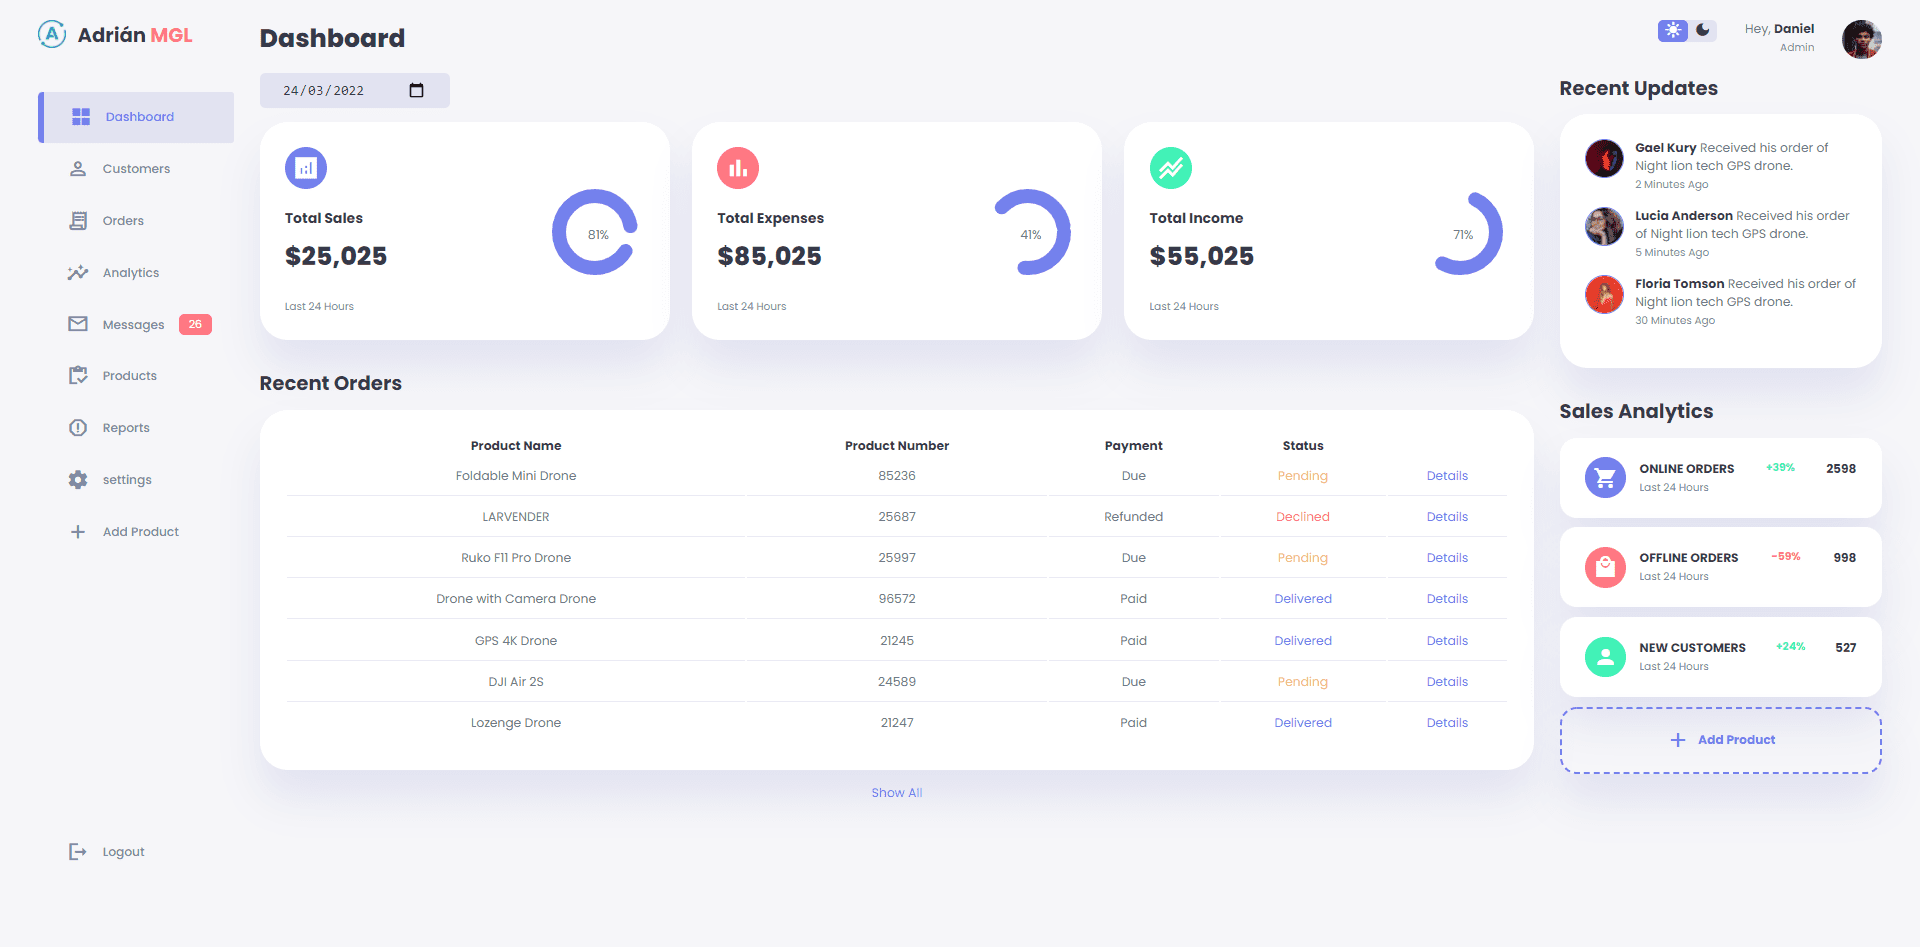 Adrián MGL
Dashboard
Customers
Orders
Analytics
Messages 26
Products
Reports
settings
Add Product
Logout
Dashboard
24/03/2022
Total Sales
$25,025
81%
Last 24 Hours
Total Expenses
$85,025
41%
Last 24 Hours
Total Income
$55,025
71%
Last 24 Hours
Recent Orders
Product Name Product Number Payment Status
Foldable Mini Drone 85236 Due Pending Details
LARVENDER 25687 Refunded Declined Details
Ruko F11 Pro Drone 25997 Due Pending Details
Drone with Camera Drone 96572 Paid Delivered Details
GPS 4K Drone 21245 Paid Delivered Details
DJI Air 2S 24589 Due Pending Details
Lozenge Drone 21247 Paid Delivered Details
Show All
Hey, Daniel
Admin
Recent Updates
Gael Kury Received his order of
Night lion tech GPS drone.
2 Minutes Ago
Lucia Anderson Received his order
of Night lion tech GPS drone.
5 Minutes Ago
Floria Tomson Received his order of
Night lion tech GPS drone.
30 Minutes Ago
Sales Analytics
ONLINE ORDERS +39% 2598
Last 24 Hours
OFFLINE ORDERS -59% 998
Last 24 Hours
NEW CUSTOMERS +24% 527
Last 24 Hours
Add Product